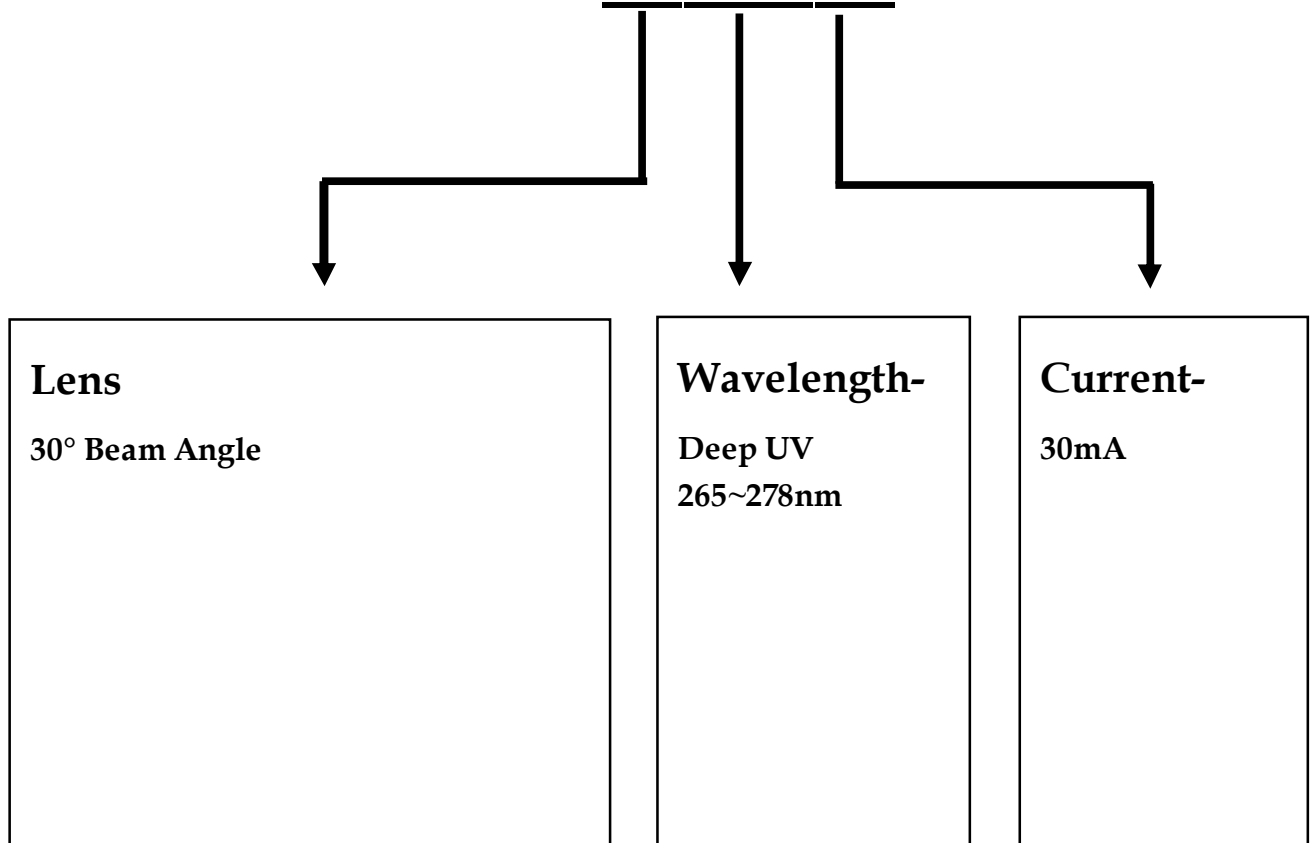 Lens
30° Beam Angle
Wavelength-
Deep UV
265~278nm
Current-
30mA